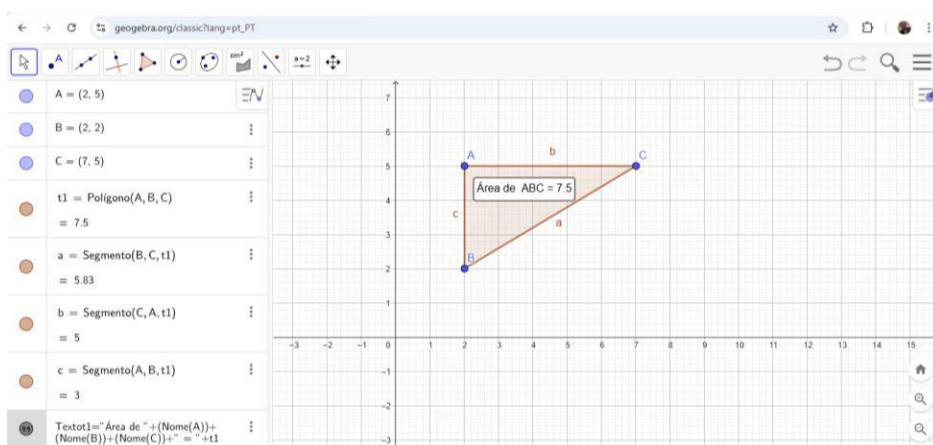 geogebra.org/classic?lang=pt_PT
A
cm²
a=2
A = (2, 5)
B = (2, 2)
C = (7, 5)
t1 = Polígono(A, B, C)
= 7.5
a = Segmento(B, C, t1)
= 5.83
b = Segmento(C, A, t1)
= 5
c = Segmento(A, B, t1)
= 3
Textot1="Área de "+(Nome(A))+
(Nome(B))+(Nome(C))+" = "+t1
7
6
5
4
3
2
1
0
−1
−2
−3
−3 −2 −1 1 2 3 4 5 6 7 8 9 10 11 12 13 14 15
A b C
Área de ABC = 7.5
c a
B